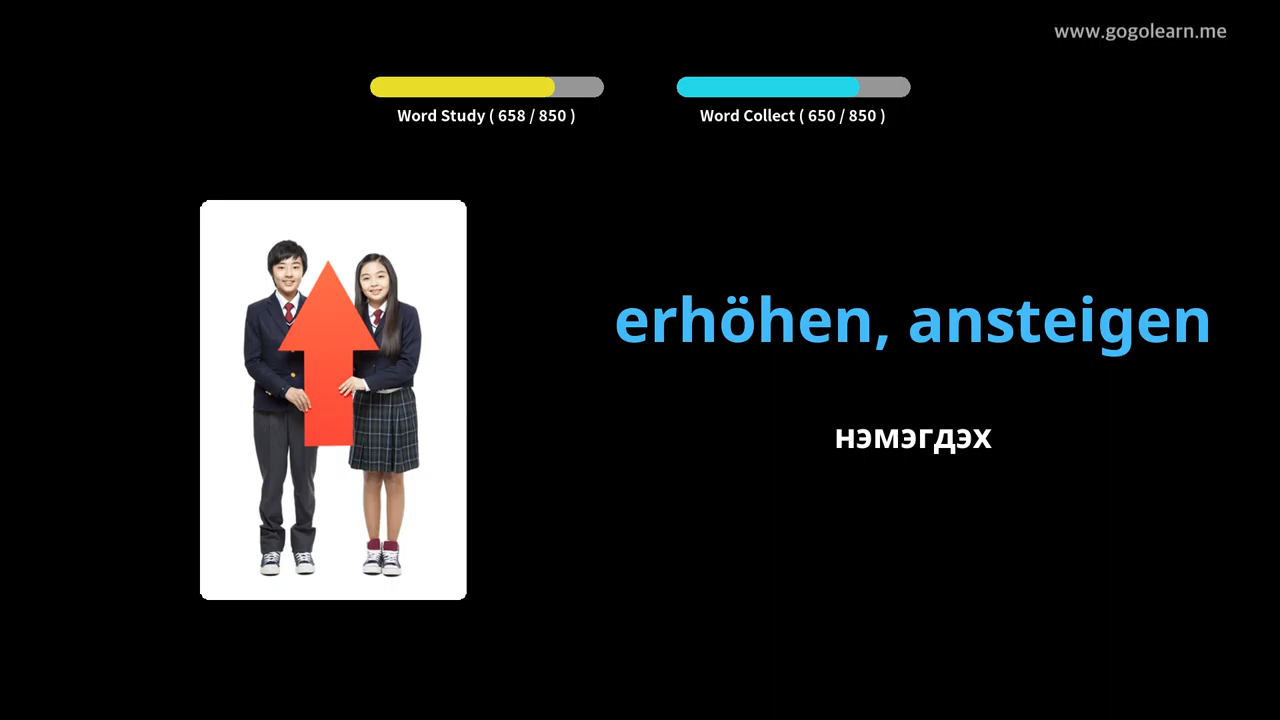 www.gogolearn.me
Word Study ( 658 / 850 )
Word Collect ( 650 / 850 )
erhöhen, ansteigen
нэмэгдэх